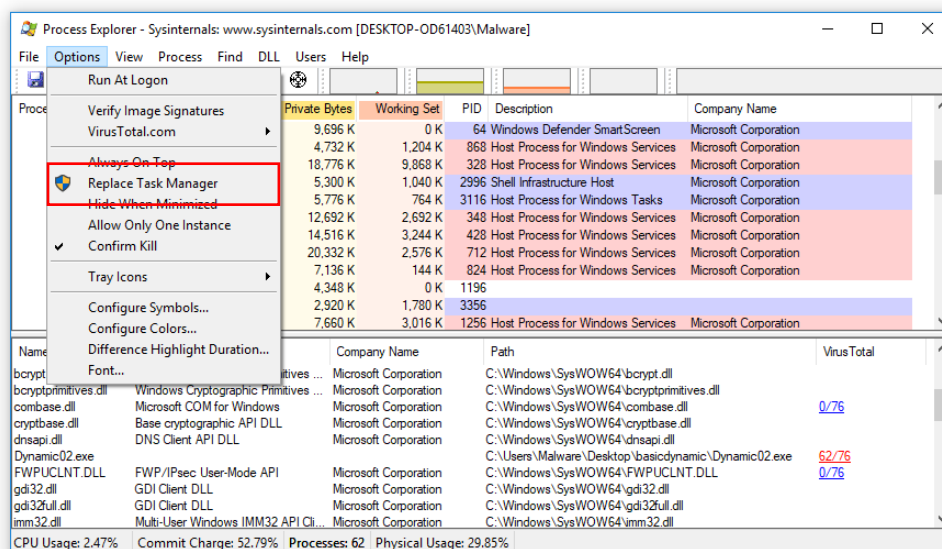 Process Explorer - Sysinternals: www.sysinternals.com [DESKTOP-OD61403\Malware]
File Options View Process Find DLL Users Help
Run At Logon
Verify Image Signatures
VirusTotal.com
Always On Top
Replace Task Manager
Hide When Minimized
Allow Only One Instance
Confirm Kill
Tray Icons
Configure Symbols...
Configure Colors...
Difference Highlight Duration...
Font...
Proce Private Bytes Working Set PID Description Company Name
9,696 K 0 K 64 Windows Defender SmartScreen Microsoft Corporation
4,732 K 1,204 K 868 Host Process for Windows Services Microsoft Corporation
18,776 K 9,868 K 328 Host Process for Windows Services Microsoft Corporation
5,300 K 1,040 K 2996 Shell Infrastructure Host Microsoft Corporation
5,776 K 764 K 3116 Host Process for Windows Tasks Microsoft Corporation
12,692 K 2,692 K 348 Host Process for Windows Services Microsoft Corporation
14,516 K 3,244 K 428 Host Process for Windows Services Microsoft Corporation
20,332 K 2,576 K 712 Host Process for Windows Services Microsoft Corporation
7,136 K 144 K 824 Host Process for Windows Services Microsoft Corporation
4,348 K 0 K 1196
2,920 K 1,780 K 3356
7,660 K 3,016 K 1256 Host Process for Windows Services Microsoft Corporation
Name Company Name Path VirusTotal
bcrypt itives ... Microsoft Corporation C:\Windows\SysWOW64\bcrypt.dll
bcryptprimitives.dll Windows Cryptographic Primitives ... Microsoft Corporation C:\Windows\SysWOW64\bcryptprimitives.dll
combase.dll Microsoft COM for Windows Microsoft Corporation C:\Windows\SysWOW64\combase.dll 0/76
cryptbase.dll Base cryptographic API DLL Microsoft Corporation C:\Windows\SysWOW64\cryptbase.dll
dnsapi.dll DNS Client API DLL Microsoft Corporation C:\Windows\SysWOW64\dnsapi.dll
Dynamic02.exe C:\Users\Malware\Desktop\basicdynamic\Dynamic02.exe 62/76
FWPUCLNT.DLL FWP/IPsec User-Mode API Microsoft Corporation C:\Windows\SysWOW64\FWPUCLNT.DLL 0/76
gdi32.dll GDI Client DLL Microsoft Corporation C:\Windows\SysWOW64\gdi32.dll
gdi32full.dll GDI Client DLL Microsoft Corporation C:\Windows\SysWOW64\gdi32full.dll
imm32.dll Multi-User Windows IMM32 API Cli... Microsoft Corporation C:\Windows\SysWOW64\imm32.dll
CPU Usage: 2.47% Commit Charge: 52.79% Processes: 62 Physical Usage: 29.85%